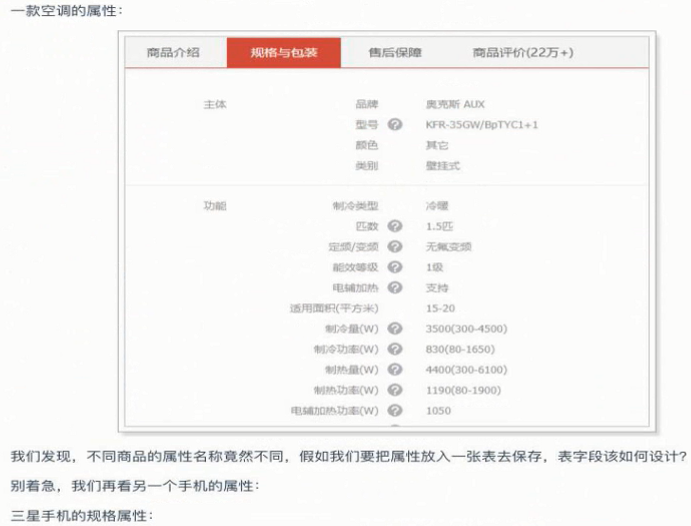 一款空调的属性：
商品介绍 规格与包装 售后保障 商品评价(22万+)
主体 品牌 奥克斯 AUX
型号 ? KFR-35GW/BpTYC1+1
颜色 其它
类别 壁挂式
功能 制冷类型 冷暖
匹数 ? 1.5匹
定频/变频 ? 无氟变频
能效等级 ? 1级
电辅加热 ? 支持
适用面积(平方米) 15-20
制冷量(W) ? 3500(300-4500)
制冷功率(W) ? 830(80-1650)
制热量(W) ? 4400(300-6100)
制热功率(W) ? 1190(80-1900)
电辅加热功率(W) ? 1050
我们发现，不同商品的属性名称竟然不同，假如我们要把属性放入一张表去保存，表字段该如何设计？
别着急，我们再看另一个手机的属性：
三星手机的规格属性：